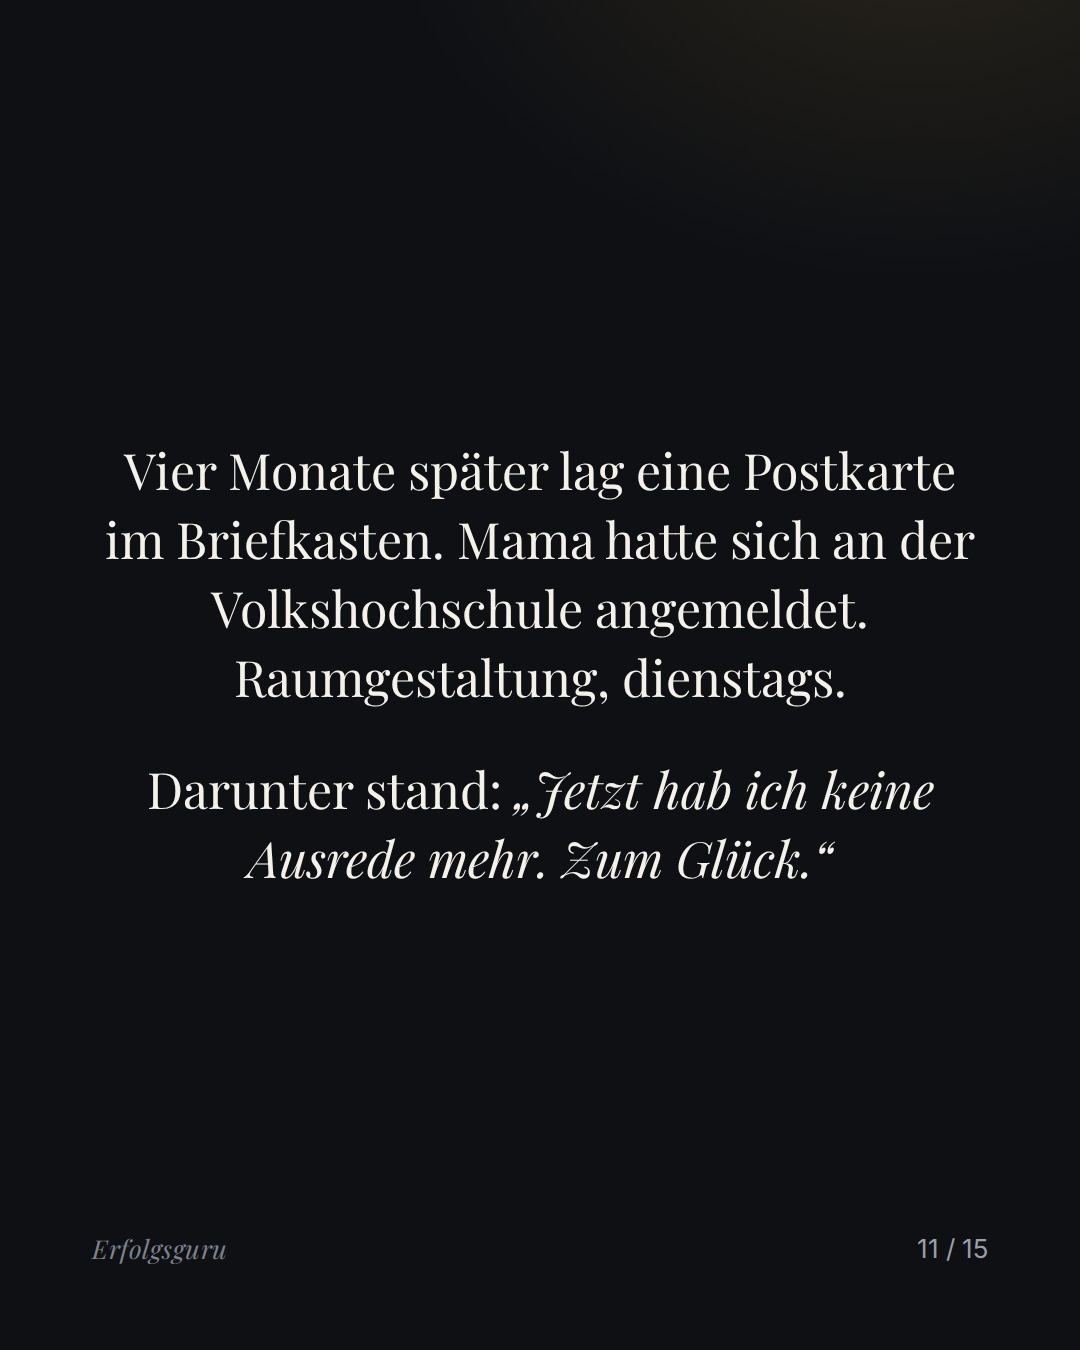 Vier Monate später lag eine Postkarte
im Briefkasten. Mama hatte sich an der
Volkshochschule angemeldet.
Raumgestaltung, dienstags.
Darunter stand: „Jetzt hab ich keine
Ausrede mehr. Zum Glück.“
Erfolgsguru
11 / 15